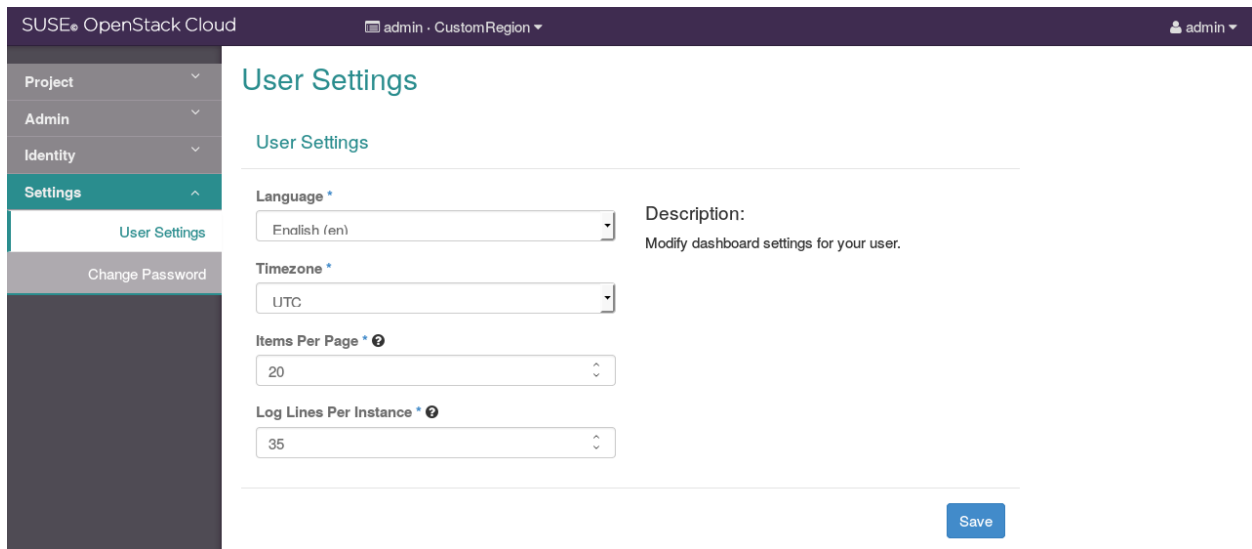 SUSE® OpenStack Cloud
admin · CustomRegion
admin
Project
Admin
Identity
Settings
User Settings
Change Password
User Settings
User Settings
Language *
English (en)
Timezone *
UTC
Items Per Page *
20
Log Lines Per Instance *
35
Description:
Modify dashboard settings for your user.
Save